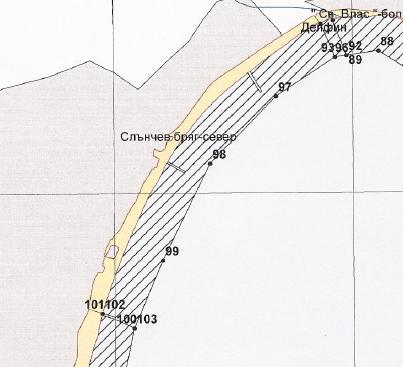 " Св. Влас "-бол
Делфин
93 96 92 88
89
97
Слънчев бряг-север
98
99
101102
100103